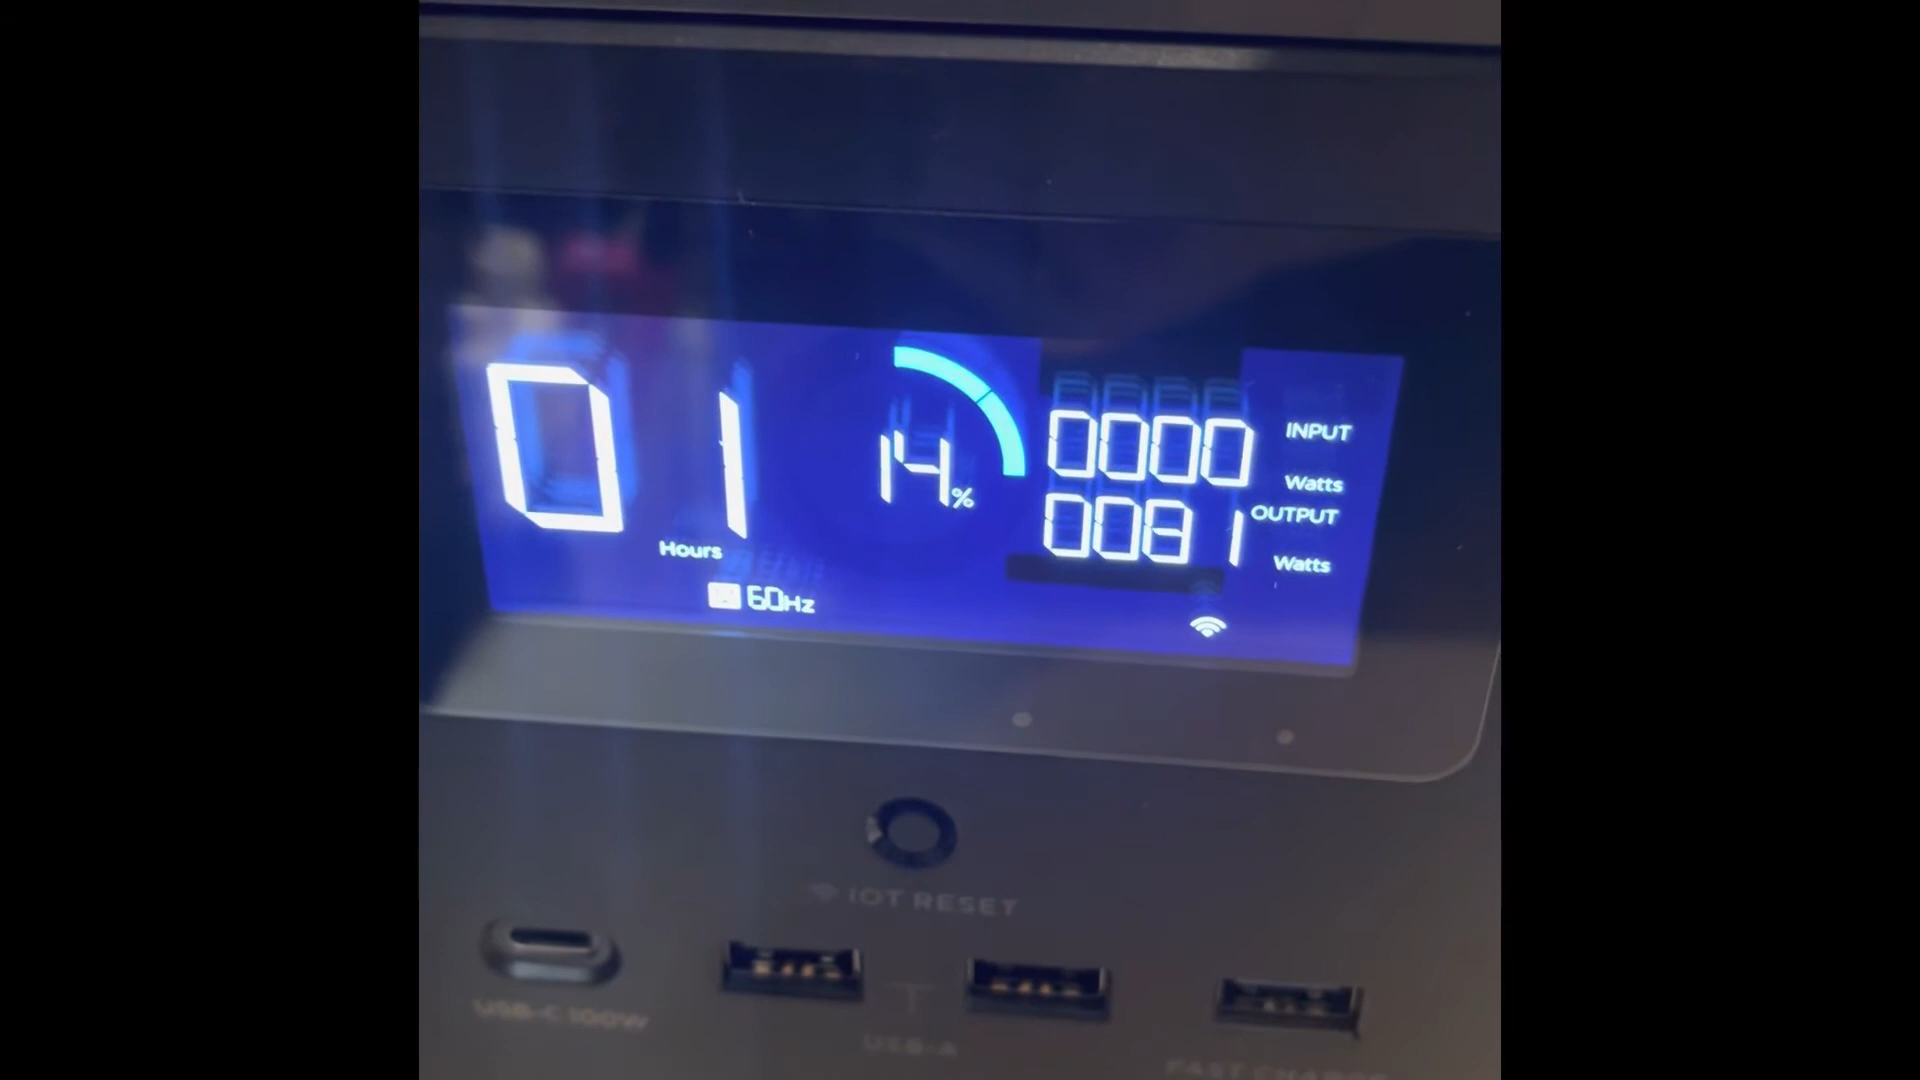 01 Hours
14%
0000 INPUT Watts
0081 OUTPUT Watts
60Hz
IOT RESET
USB-C 100W
USB-A
FAST CHARGE